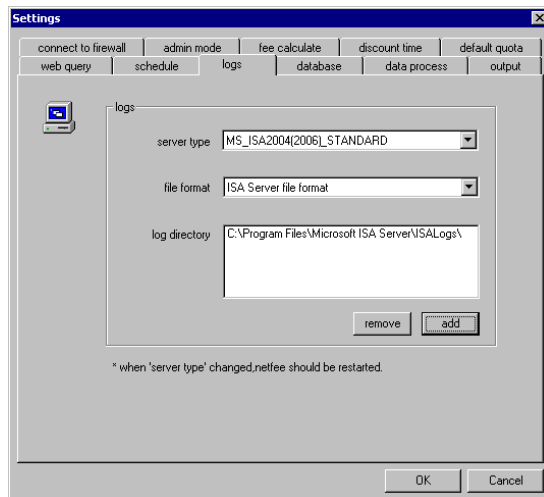 Settings
connect to firewall admin mode fee calculate discount time default quota
web query schedule logs database data process output
logs
server type MS_ISA2004(2006)_STANDARD
file format ISA Server file format
log directory C:\Program Files\Microsoft ISA Server\ISALogs\
remove add
* when 'server type' changed,netfee should be restarted.
OK Cancel